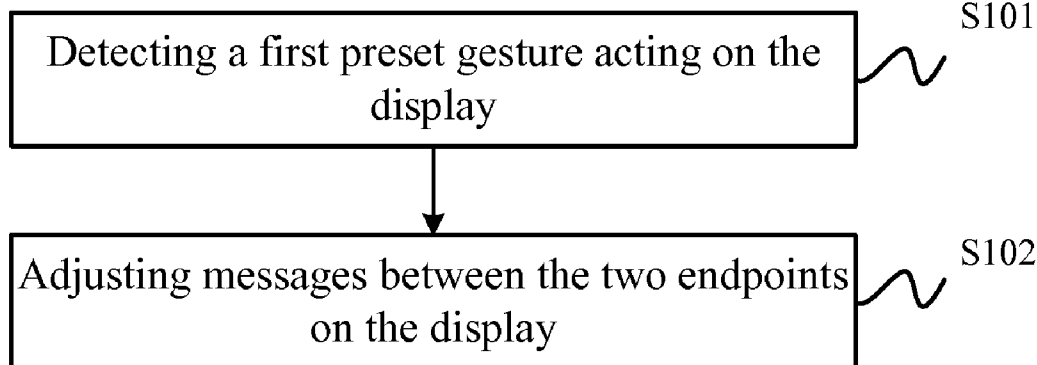 S101
Detecting a first preset gesture acting on the
display
S102
Adjusting messages between the two endpoints
on the display